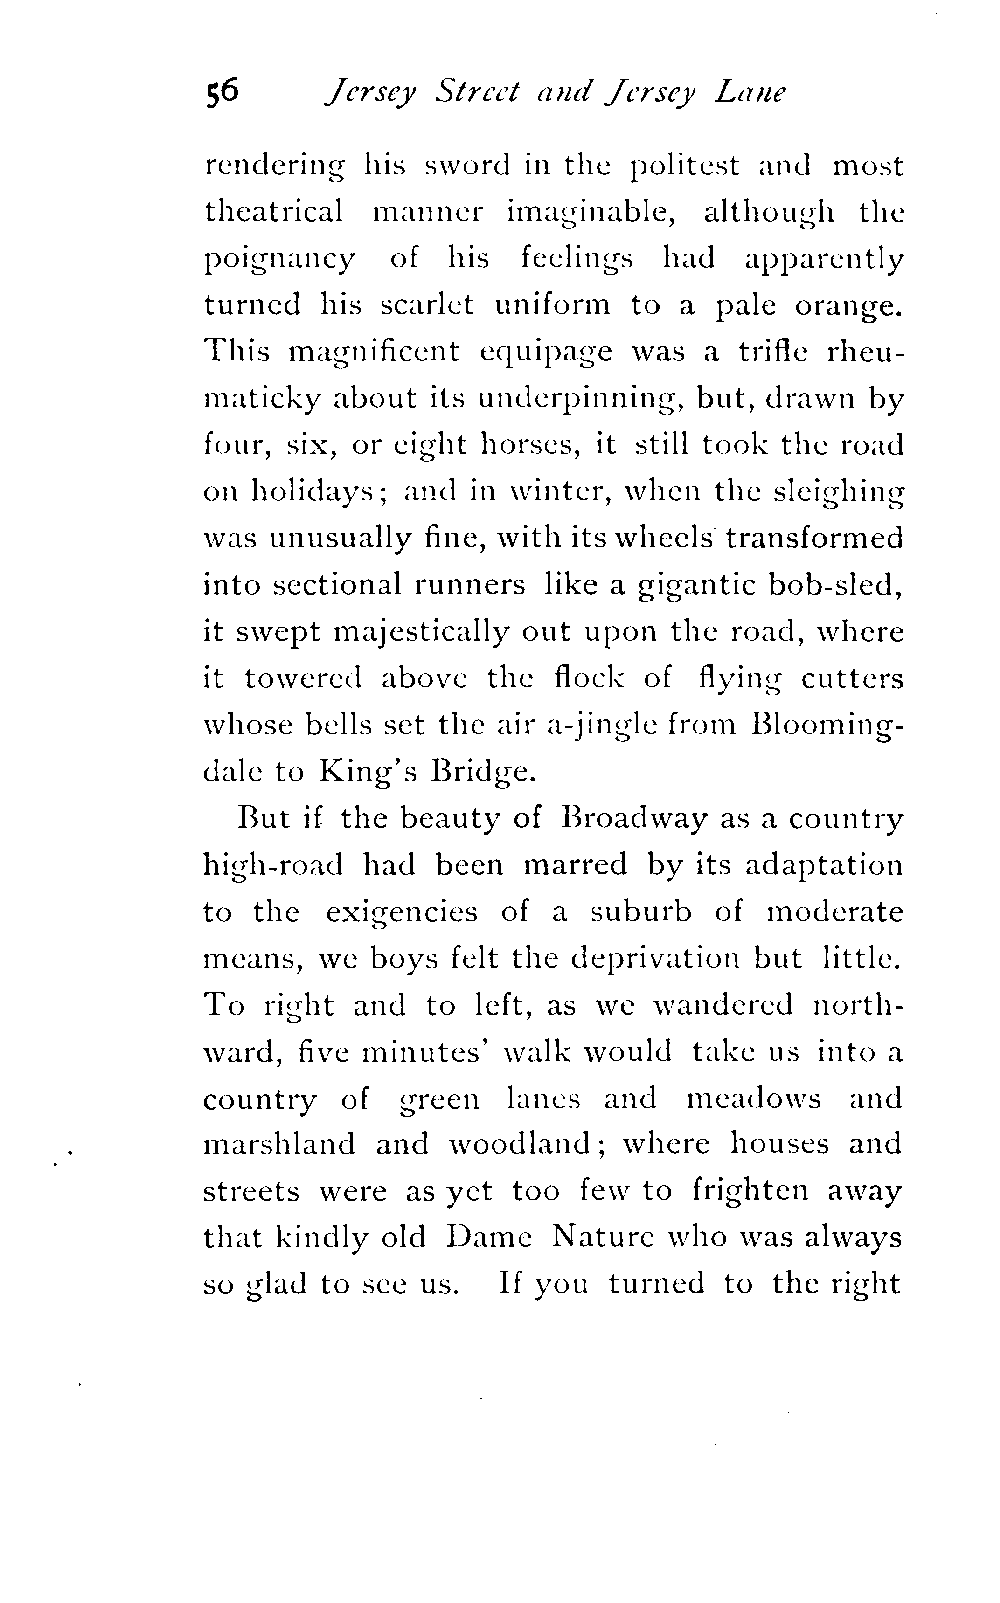 56 Jersey Street and Jersey Lane
rendering his sword in the politest and most
theatrical manner imaginable, although the
poignancy of his feelings had apparently
turned his scarlet uniform to a pale orange.
This magnificent equipage was a trifle rheu-
maticky about its underpinning, but, drawn by
four, six, or eight horses, it still took the road
on holidays; and in winter, when the sleighing
was unusually fine, with its wheels transformed
into sectional runners like a gigantic bob-sled,
it swept majestically out upon the road, where
it towered above the flock of flying cutters
whose bells set the air a-jingle from Blooming-
dale to King's Bridge.
But if the beauty of Broadway as a country
high-road had been marred by its adaptation
to the exigencies of a suburb of moderate
means, we boys felt the deprivation but little.
To right and to left, as we wandered north-
ward, five minutes' walk would take us into a
country of green lanes and meadows and
marshland and woodland; where houses and
streets were as yet too few to frighten away
that kindly old Dame Nature who was always
so glad to see us. If you turned to the right